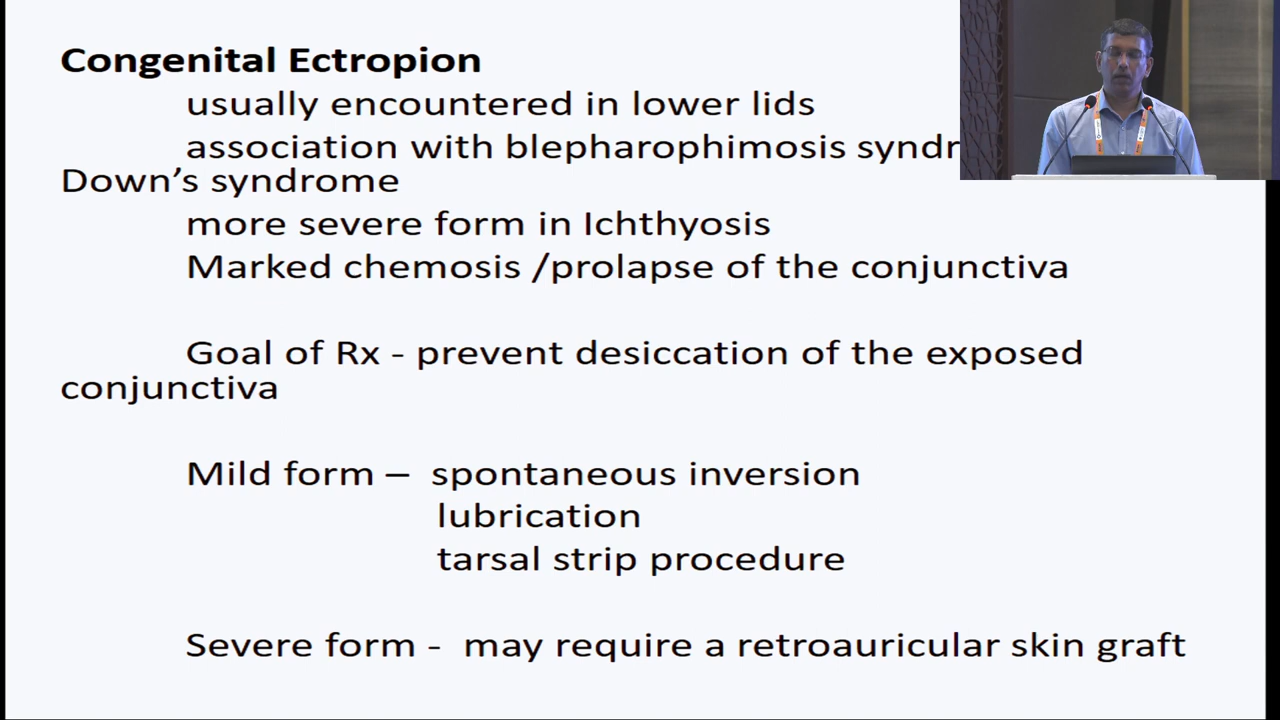 Congenital Ectropion
usually encountered in lower lids
association with blepharophimosis
Down’s syndrome
more severe form in Ichthyosis
Marked chemosis /prolapse of the conjunctiva
Goal of Rx - prevent desiccation of the exposed
conjunctiva
Mild form – spontaneous inversion
lubrication
tarsal strip procedure
Severe form - may require a retroauricular skin graft